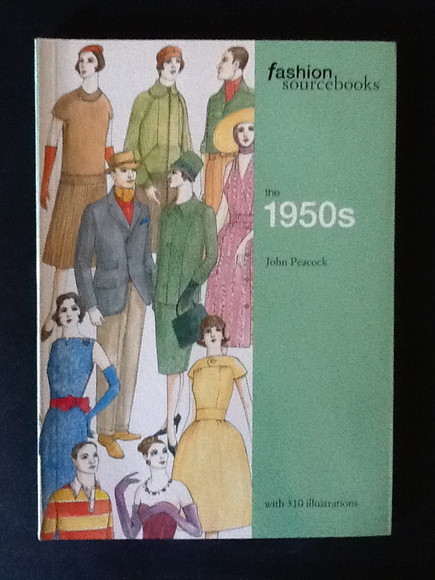 fashion
sourcebooks
the
1950s
John Peacock
with 310 illustrations